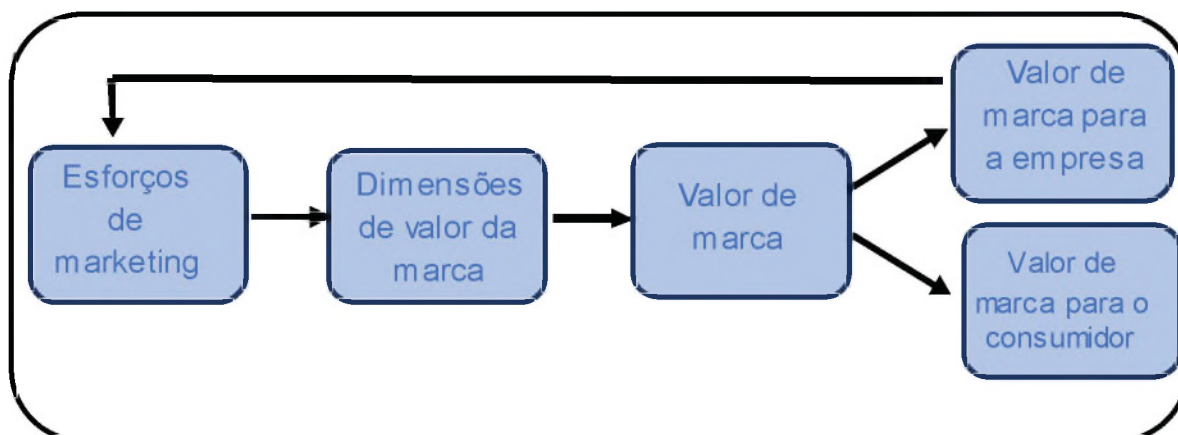 Esforços
de
marketing
Dimensões
de valor da
marca
Valor de
marca
Valor de
marca para
a empresa
Valor de
marca para o
consumidor